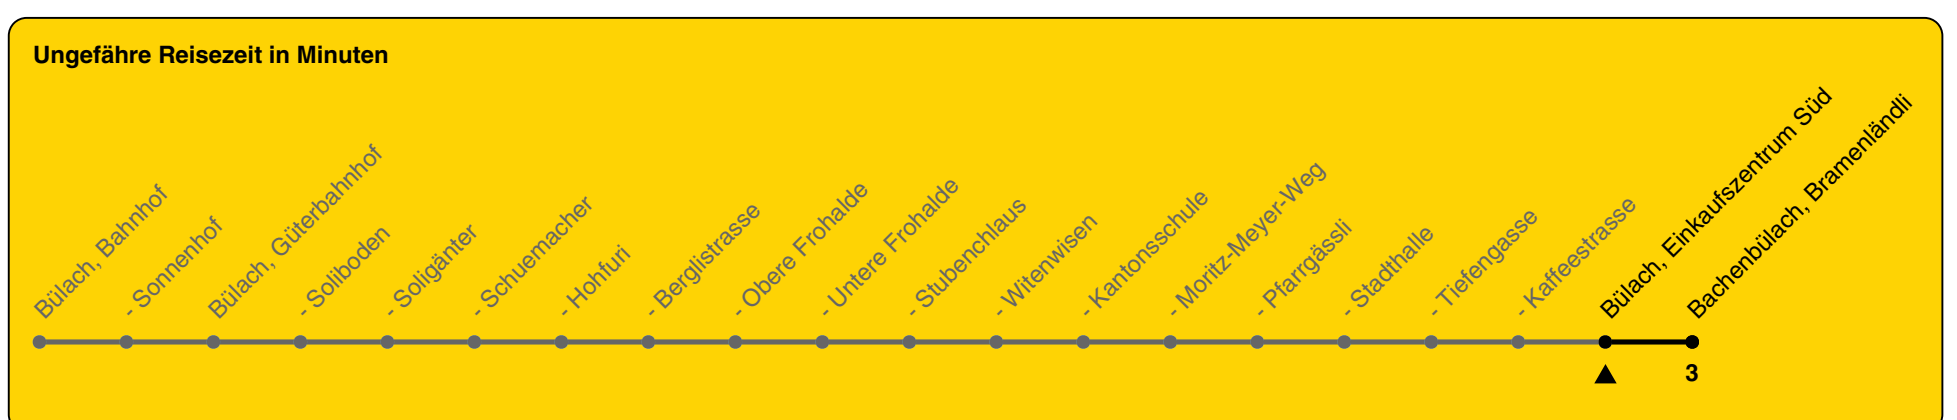 Ungefähre Reisezeit in Minuten
Bülach, Bahnhof
- Sonnenhof
Bülach, Güterbahnhof
- Soliboden
- Soligänter
- Schuemacher
- Hohfuri
- Berglistrasse
- Obere Frohalde
- Untere Frohalde
- Stubenchlaus
- Witenwisen
- Kantonsschule
- Moritz-Meyer-Weg
- Pfarrgässli
- Stadthalle
- Tiefengasse
- Kaffeestrasse
Bülach, Einkaufszentrum Süd
Bachenbülach, Bramenländli
3